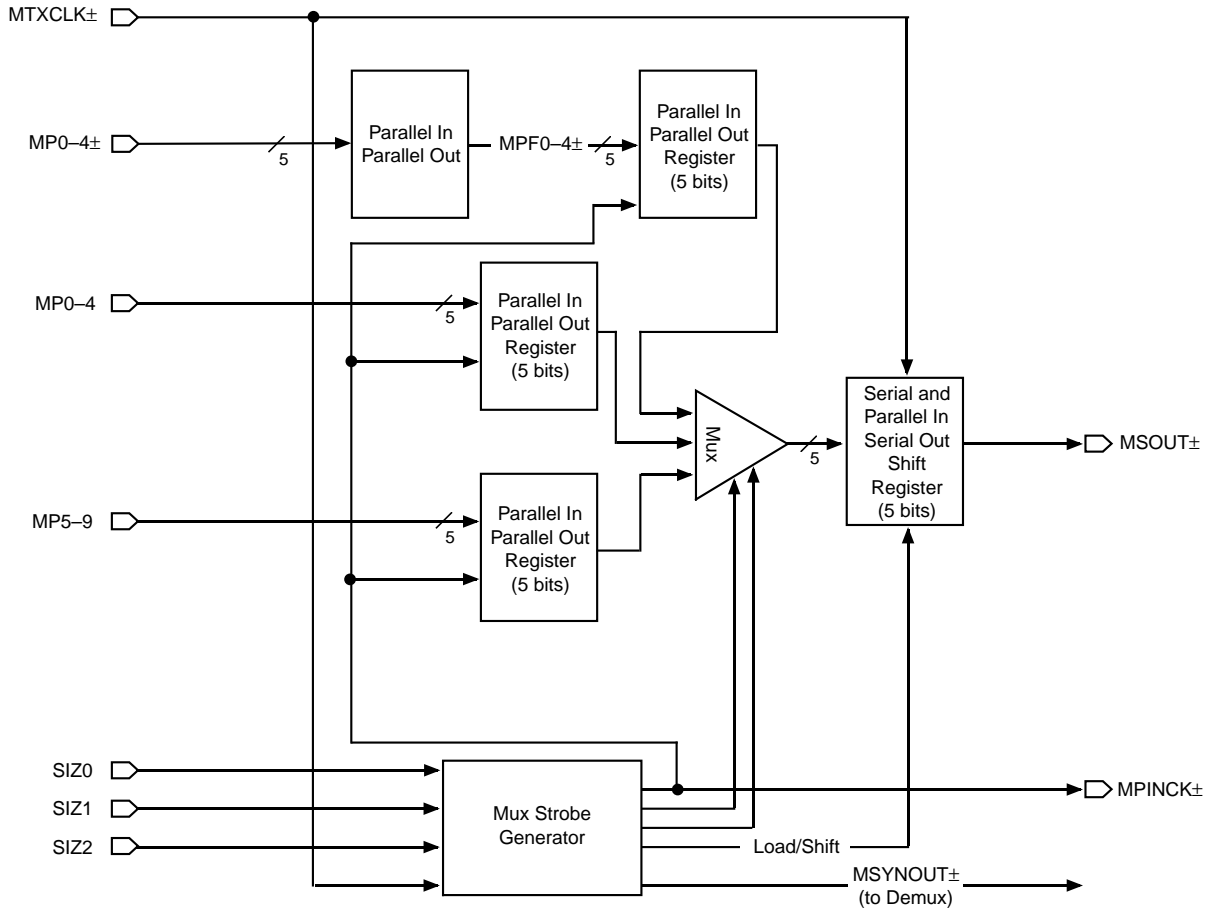 MTXCLK±
MP0–4±
5
Parallel In
Parallel Out
MPF0–4±
5
Parallel In
Parallel Out
Register
(5 bits)
MP0–4
5
Parallel In
Parallel Out
Register
(5 bits)
Mux
5
Serial and
Parallel In
Serial Out
Shift
Register
(5 bits)
MSOUT±
MP5–9
5
Parallel In
Parallel Out
Register
(5 bits)
SIZ0
SIZ1
SIZ2
Mux Strobe
Generator
MPINCK±
Load/Shift
MSYNOUT±
(to Demux)